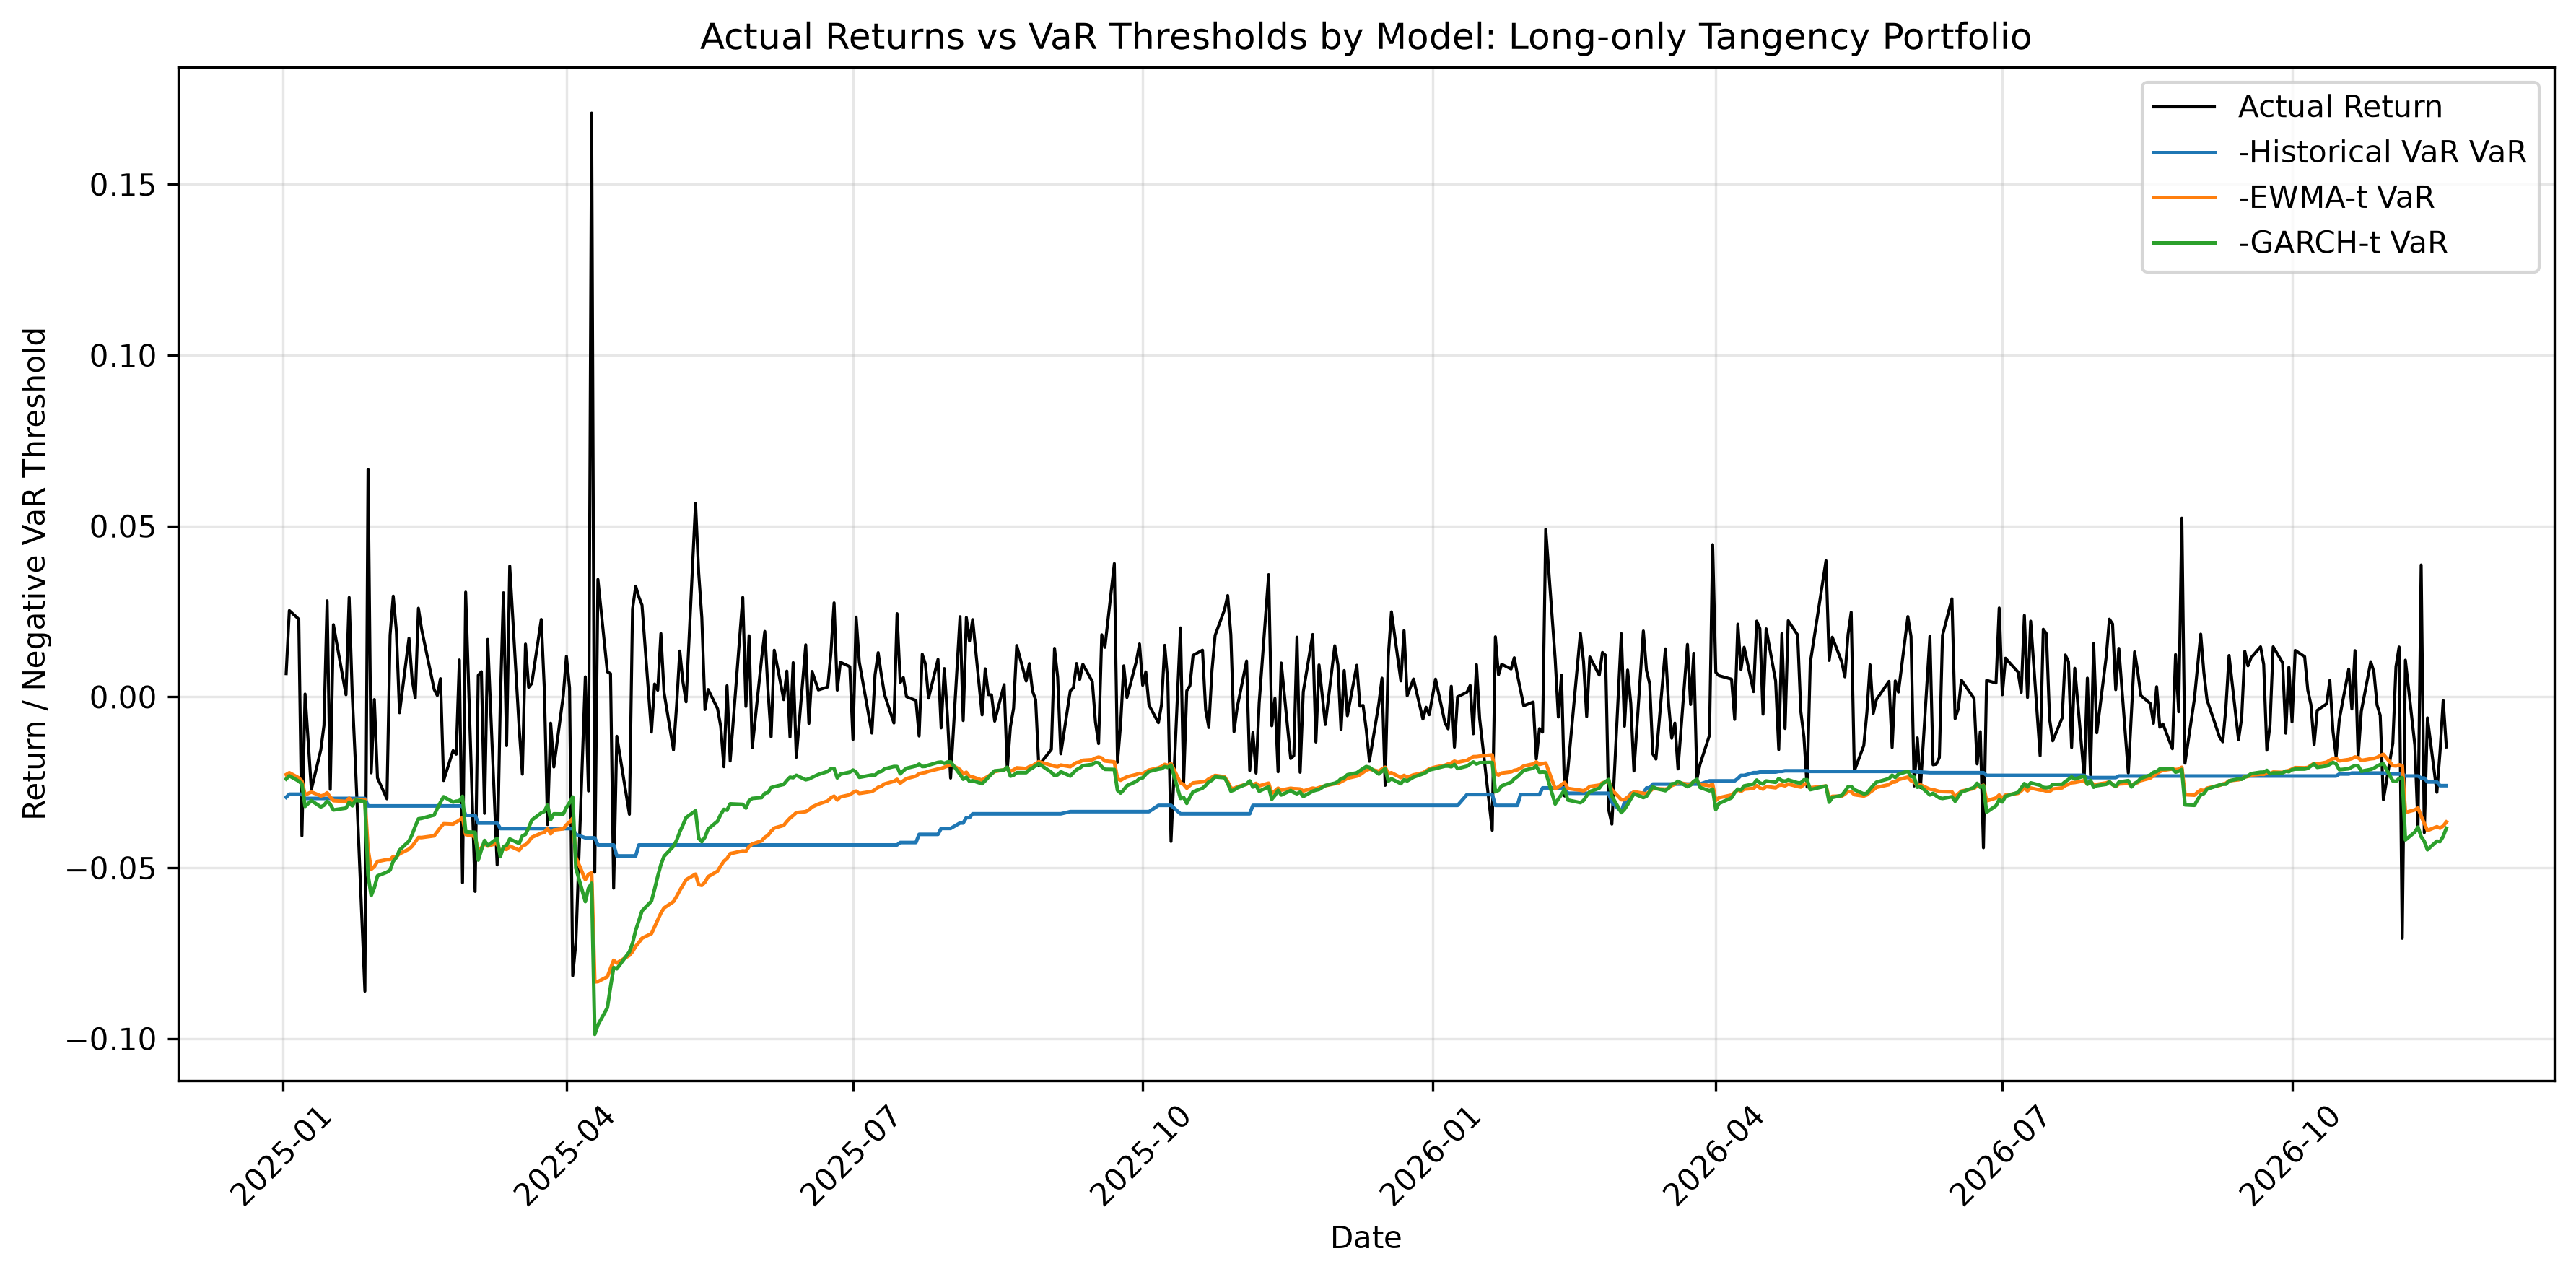 Actual Returns vs VaR Thresholds by Model: Long-only Tangency Portfolio
Actual Return
-Historical VaR VaR
-EWMA-t VaR
-GARCH-t VaR
Return / Negative VaR Threshold
0.15
0.10
0.05
0.00
−0.05
−0.10
2025-01
2025-04
2025-07
2025-10
2026-01
2026-04
2026-07
2026-10
Date